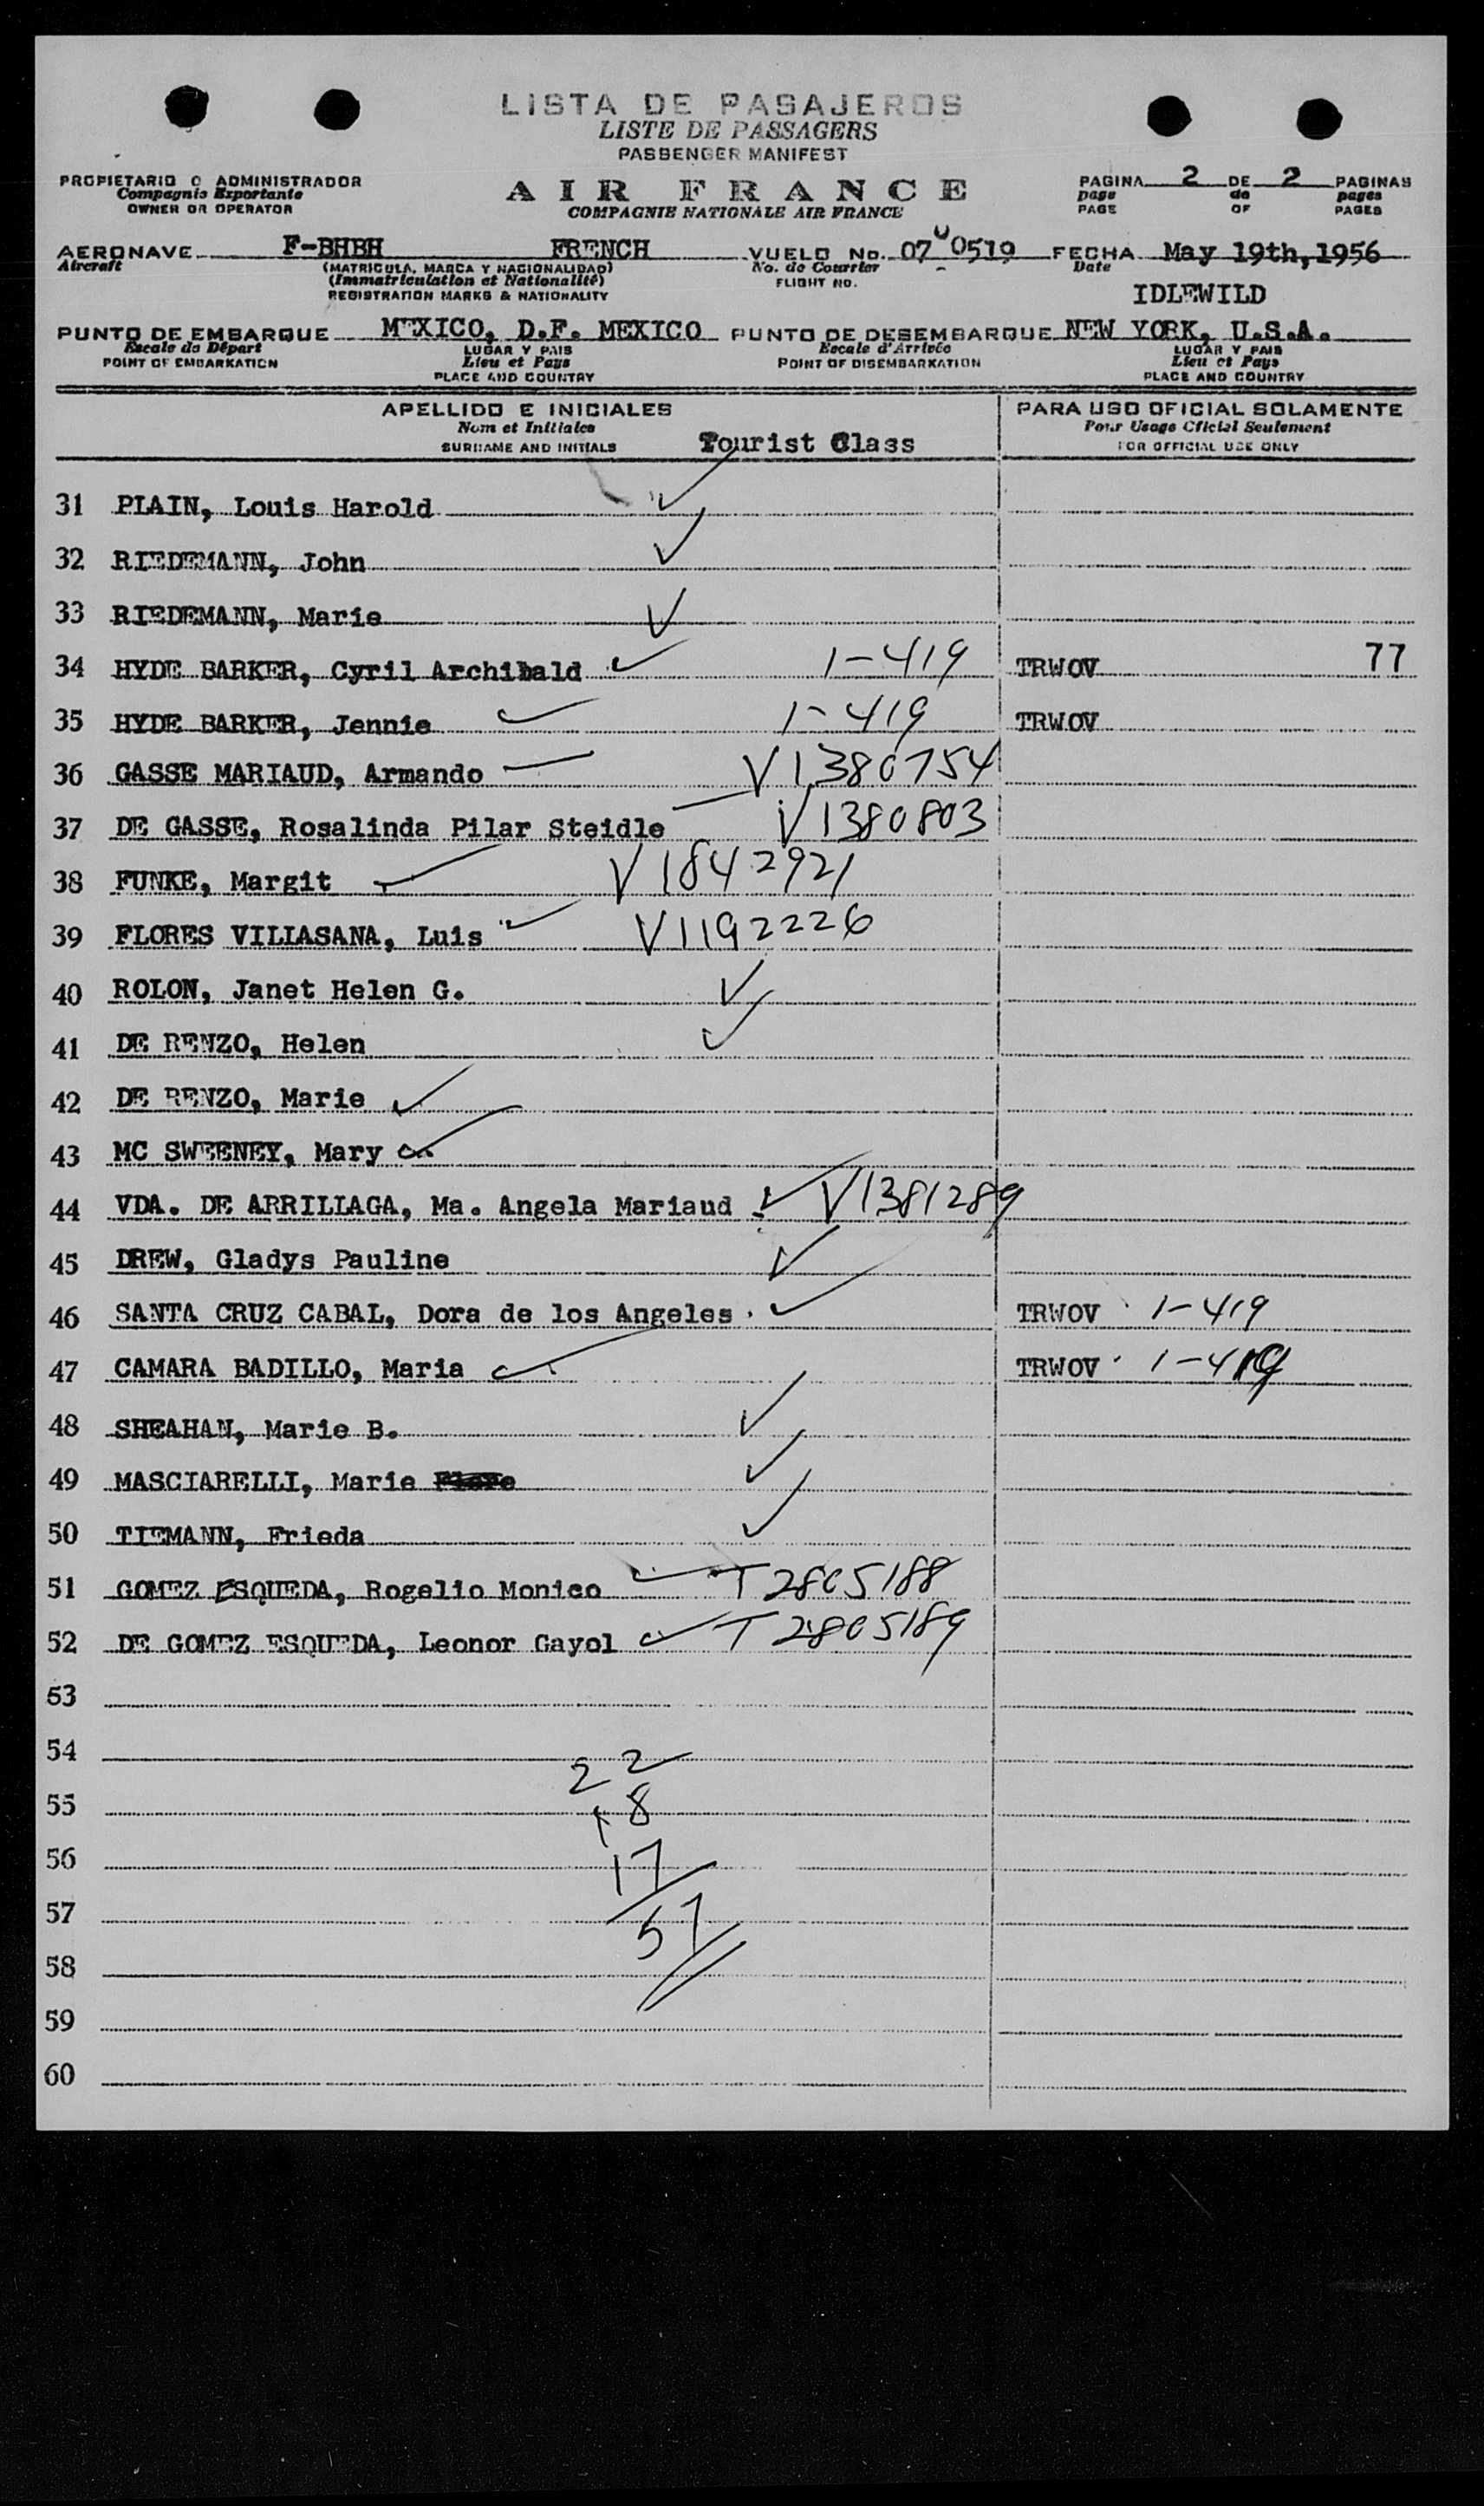 LISTA DE PASAJEROS
LISTE DE PASSAGERS
PASSENGER MANIFEST
PROPIETARIO O ADMINISTRADOR
Compagnie Exportante
OWNER OR OPERATOR
AIR FRANCE
COMPAGNIE NATIONALE AIR FRANCE
PAGINA 2 DE 2 PAGINAS
page de pages
PAGE OF PAGES
AERONAVE F-BHBH FRENCH VUELO No. 07 0519 FECHA May 19th, 1956
Aircraft (MATRICULA, MARCA Y NACIONALIDAD) No. de Courrier Date
(Immatriculation et Nationalité) FLIGHT NO.
REGISTRATION MARKS & NATIONALITY
IDLEWILD
PUNTO DE EMBARQUE MEXICO, D.F. MEXICO PUNTO DE DESEMBARQUE NEW YORK, U.S.A.
Escale de Départ LUGAR Y PAIS Escale d'Arrivée LUGAR Y PAIS
POINT OF EMBARKATION Lieu et Pays POINT OF DISEMBARKATION Lieu et Pays
PLACE AND COUNTRY PLACE AND COUNTRY
APELLIDO E INICIALES PARA USO OFICIAL SOLAMENTE
Nom et Initiales Pour Usage Oficiel Seulement
SURNAME AND INITIALS Tourist Class FOR OFFICIAL USE ONLY
31 PLAIN, Louis Harold
32 RIEDEMANN, John
33 RIEDEMANN, Marie
34 HYDE BARKER, Cyril Archibald 1-419 TRWOV 77
35 HYDE BARKER, Jennie 1-419 TRWOV
36 GASSE MARIAUD, Armando V1380754
37 DE GASSE, Rosalinda Pilar Steidle V1380803
38 FUNKE, Margit V1842921
39 FLORES VILLASANA, Luis V1192226
40 ROLON, Janet Helen G.
41 DE RENZO, Helen
42 DE RENZO, Marie
43 MC SWEENEY, Mary
44 VDA. DE ARRILLAGA, Ma. Angela Mariaud V1381289
45 DREW, Gladys Pauline
46 SANTA CRUZ CABAL, Dora de los Angeles TRWOV 1-419
47 CAMARA BADILLO, Maria TRWOV 1-419
48 SHEAHAN, Marie B.
49 MASCIARELLI, Marie
50 TIEMANN, Frieda
51 GOMEZ ESQUEDA, Rogelio Monico T2805188
52 DE GOMEZ ESQUEDA, Leonor Gayol T2805189
53
54
22
55
18
56
17
57
57
58
59
60